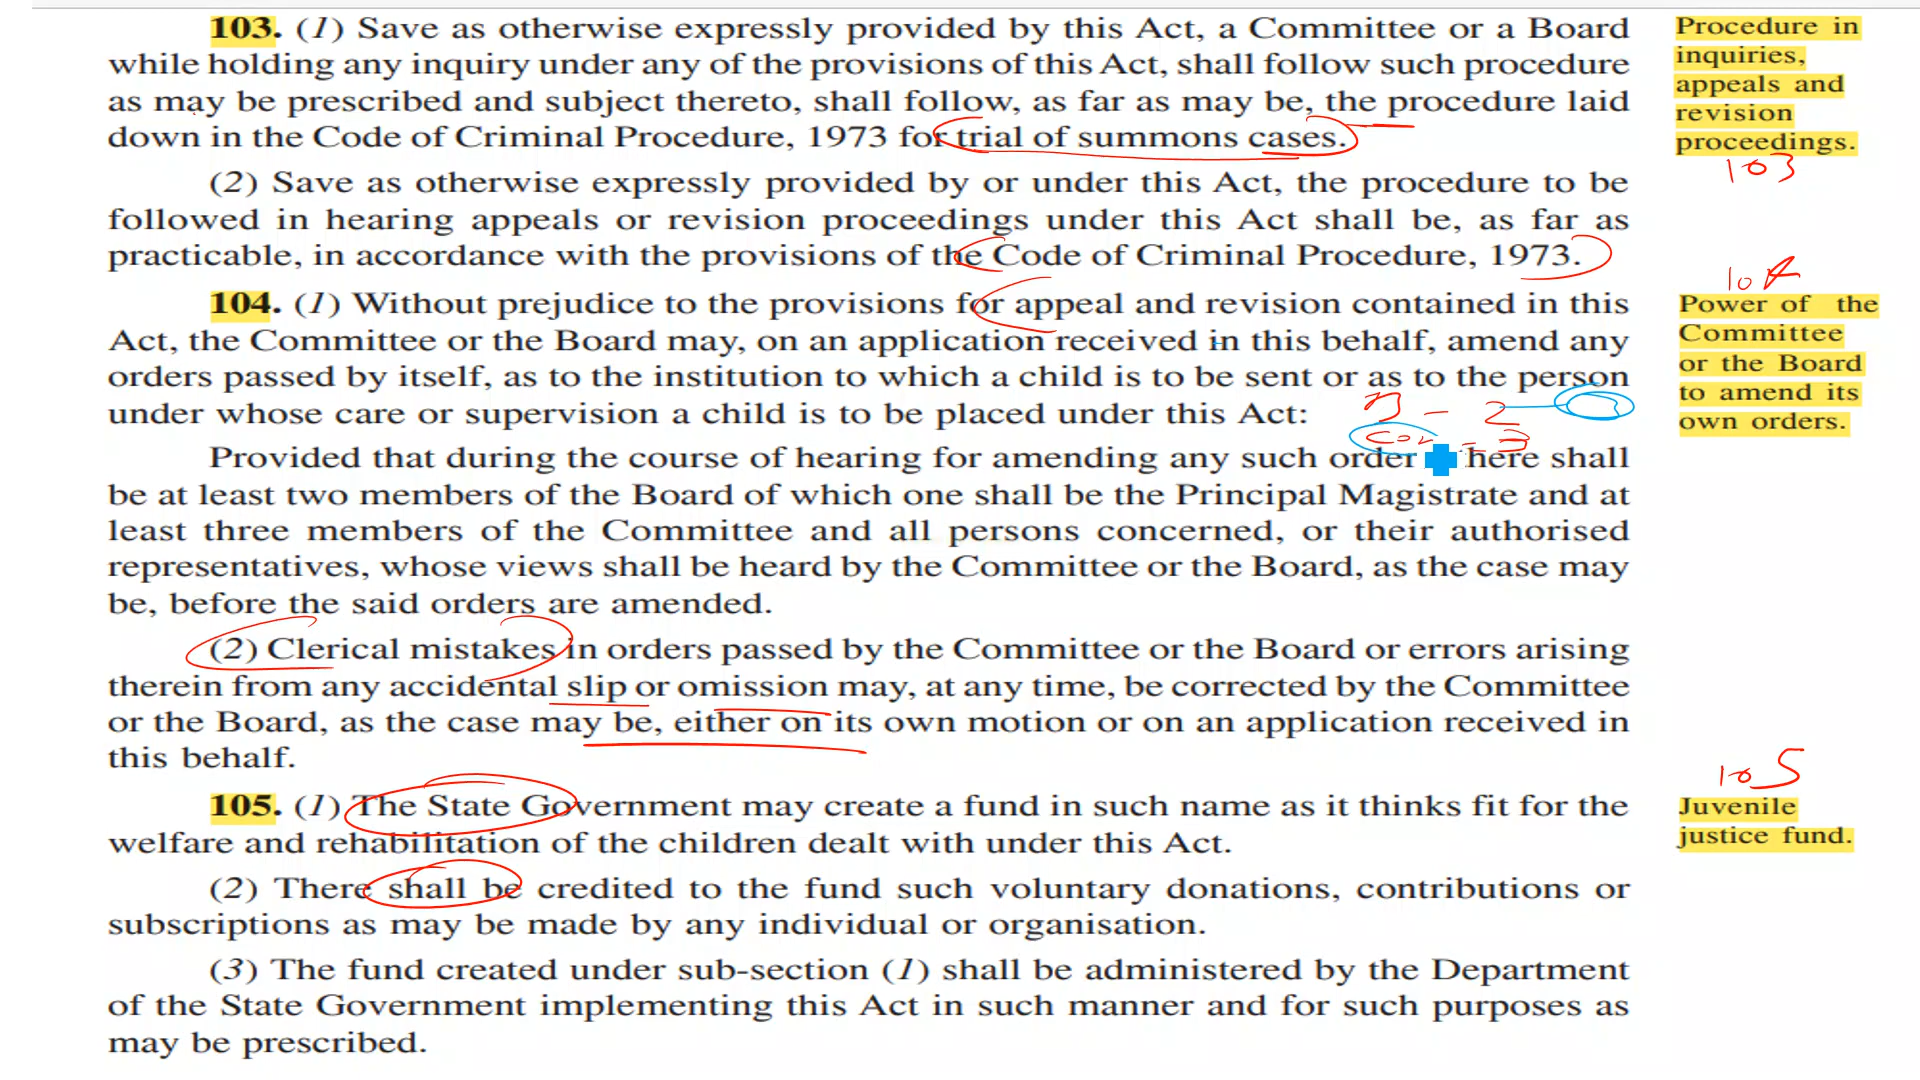 103. (1) Save as otherwise expressly provided by this Act, a Committee or a Board
while holding any inquiry under any of the provisions of this Act, shall follow such procedure
as may be prescribed and subject thereto, shall follow, as far as may be, the procedure laid
down in the Code of Criminal Procedure, 1973 for trial of summons cases.
Procedure in
inquiries,
appeals and
revision
proceedings.
103
(2) Save as otherwise expressly provided by or under this Act, the procedure to be
followed in hearing appeals or revision proceedings under this Act shall be, as far as
practicable, in accordance with the provisions of the Code of Criminal Procedure, 1973.
104. (1) Without prejudice to the provisions for appeal and revision contained in this
Act, the Committee or the Board may, on an application received in this behalf, amend any
orders passed by itself, as to the institution to which a child is to be sent or as to the person
under whose care or supervision a child is to be placed under this Act:
104
Power of the
Committee
or the Board
to amend its
own orders.
- 2
= 3
Provided that during the course of hearing for amending any such order there shall
be at least two members of the Board of which one shall be the Principal Magistrate and at
least three members of the Committee and all persons concerned, or their authorised
representatives, whose views shall be heard by the Committee or the Board, as the case may
be, before the said orders are amended.
(2) Clerical mistakes in orders passed by the Committee or the Board or errors arising
therein from any accidental slip or omission may, at any time, be corrected by the Committee
or the Board, as the case may be, either on its own motion or on an application received in
this behalf.
105. (1) The State Government may create a fund in such name as it thinks fit for the
welfare and rehabilitation of the children dealt with under this Act.
105
Juvenile
justice fund.
(2) There shall be credited to the fund such voluntary donations, contributions or
subscriptions as may be made by any individual or organisation.
(3) The fund created under sub-section (1) shall be administered by the Department
of the State Government implementing this Act in such manner and for such purposes as
may be prescribed.